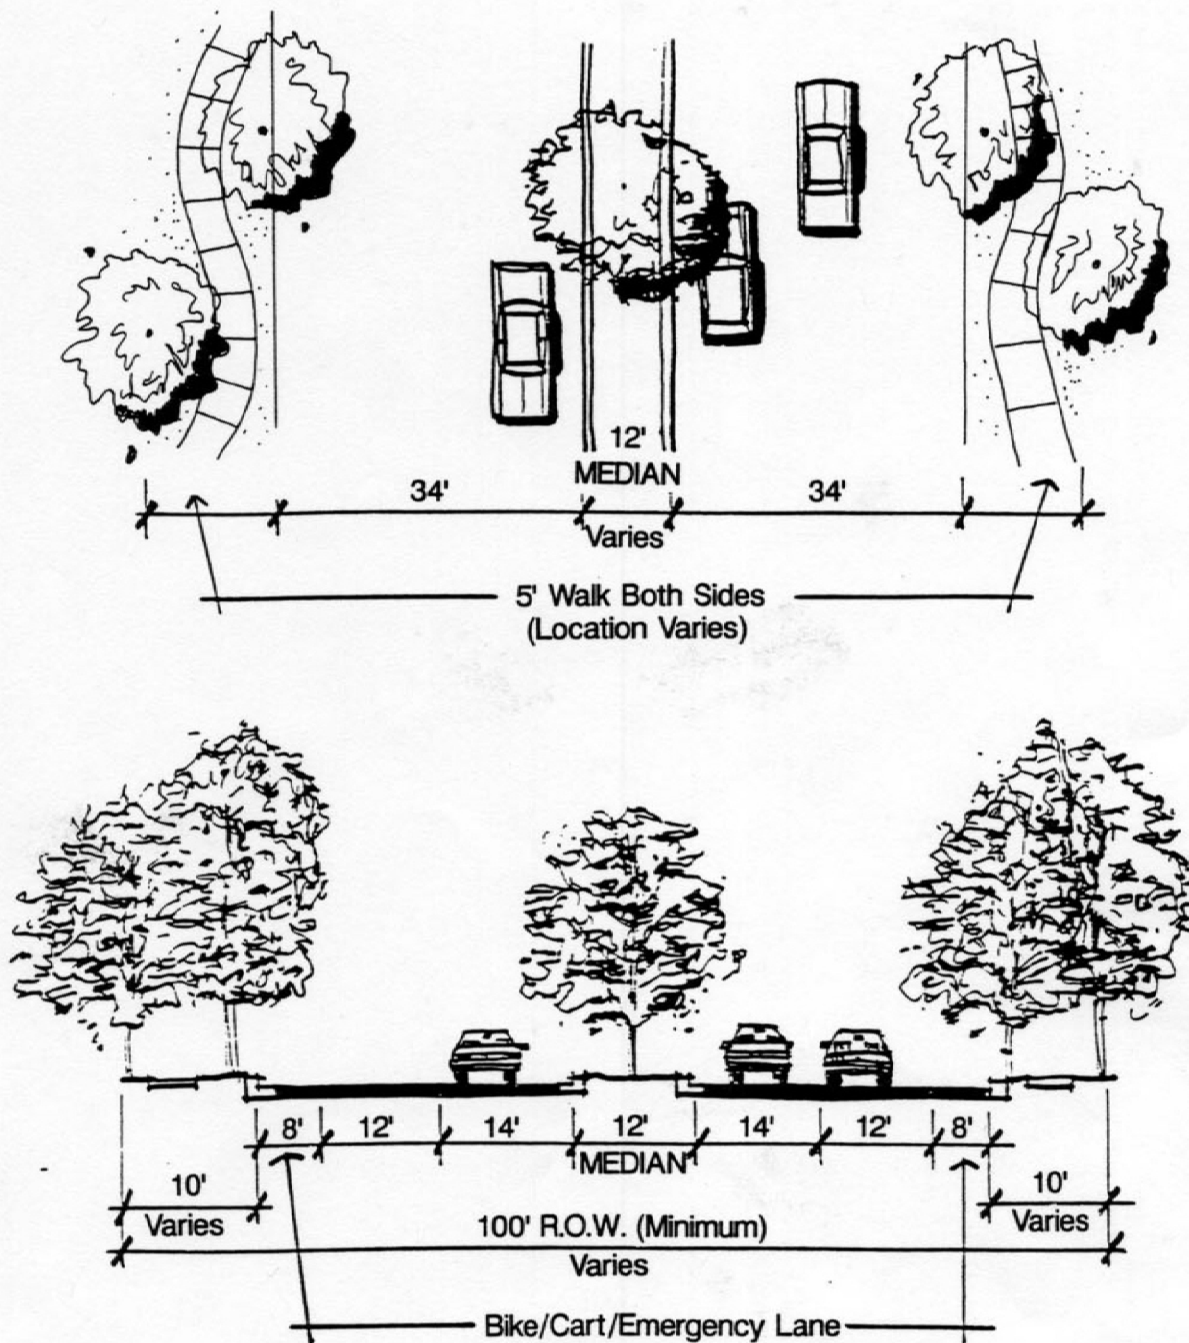 12'
MEDIAN
34'
34'
Varies
5' Walk Both Sides
(Location Varies)
8' 12' 14' 12' 14' 12' 8'
MEDIAN
10'
Varies
10'
Varies
100' R.O.W. (Minimum)
Varies
Bike/Cart/Emergency Lane